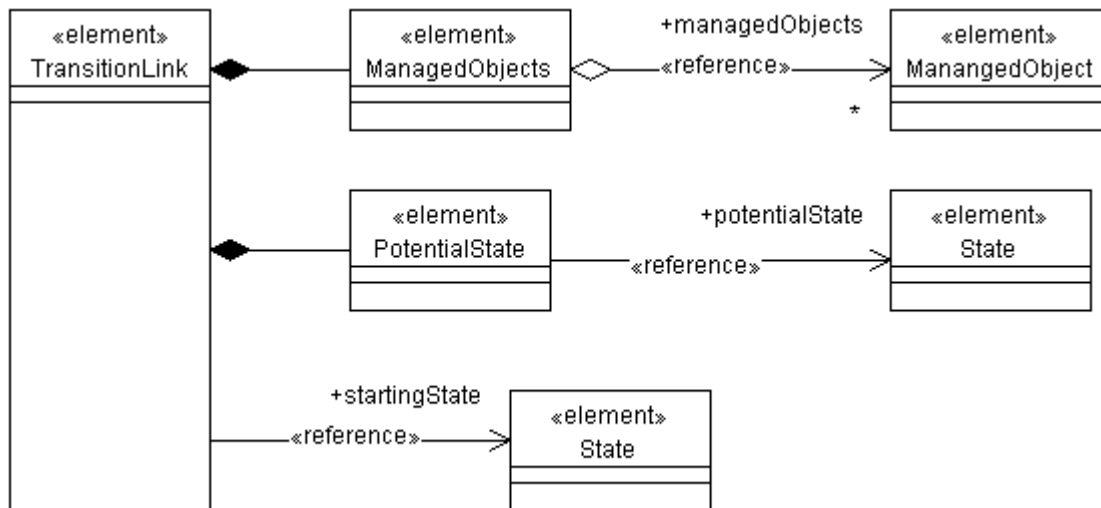 «element»
TransitionLink
«element»
ManagedObjects
+managedObjects
«reference»
*
«element»
ManangedObject
«element»
PotentialState
+potentialState
«reference»
«element»
State
+startingState
«reference»
«element»
State